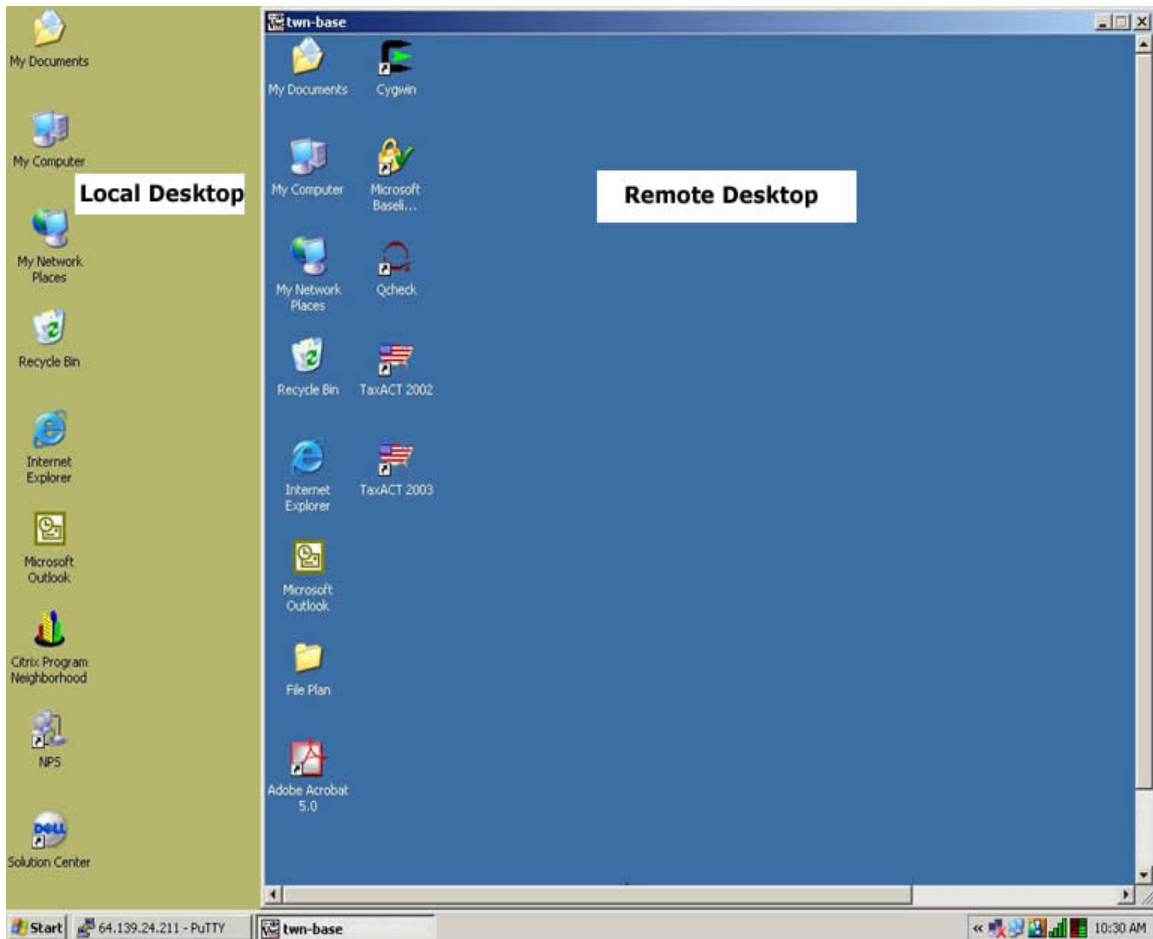 My Documents
My Computer
Local Desktop
My Network
Places
Recycle Bin
Internet
Explorer
Microsoft
Outlook
Citrix Program
Neighborhood
NPS
DELL
Solution Center
twn-base
My Documents
Cygwin
My Computer
Microsoft
Baseli...
Remote Desktop
My Network
Places
Qcheck
Recycle Bin
TaxACT 2002
Internet
Explorer
TaxACT 2003
Microsoft
Outlook
File Plan
Adobe Acrobat
5.0
Start
64.139.24.211 - PuTTY
twn-base
10:30 AM